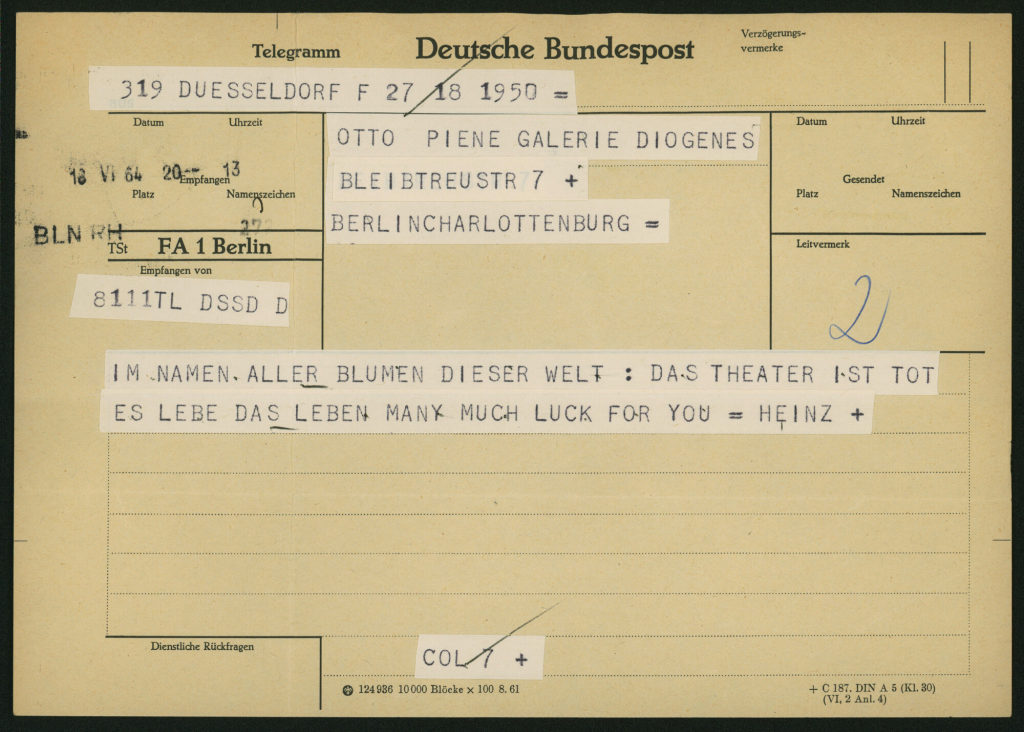 Telegramm Deutsche Bundespost Verzögerungs-
vermerke
319 DUESSELDORF F 27 18 1950 =
Datum Uhrzeit
18 VI 64 20-- 13
Empfangen
Platz Namenszeichen
BLN RH
TSt FA 1 Berlin
Empfangen von
8111TL DSSD D
OTTO PIENE GALERIE DIOGENES
BLEIBTREUSTR 7 +
BERLINCHARLOTTENBURG =
Datum Uhrzeit
Gesendet
Platz Namenszeichen
Leitvermerk
2
IM NAMEN ALLER BLUMEN DIESER WELT : DAS THEATER IST TOT
ES LEBE DAS LEBEN MANY MUCH LUCK FOR YOU = HEINZ +
Dienstliche Rückfragen
COL 7 +
124936 10000 Blöcke × 100 8.61
+ C 187. DIN A 5 (Kl. 30)
(VI, 2 Anl. 4)